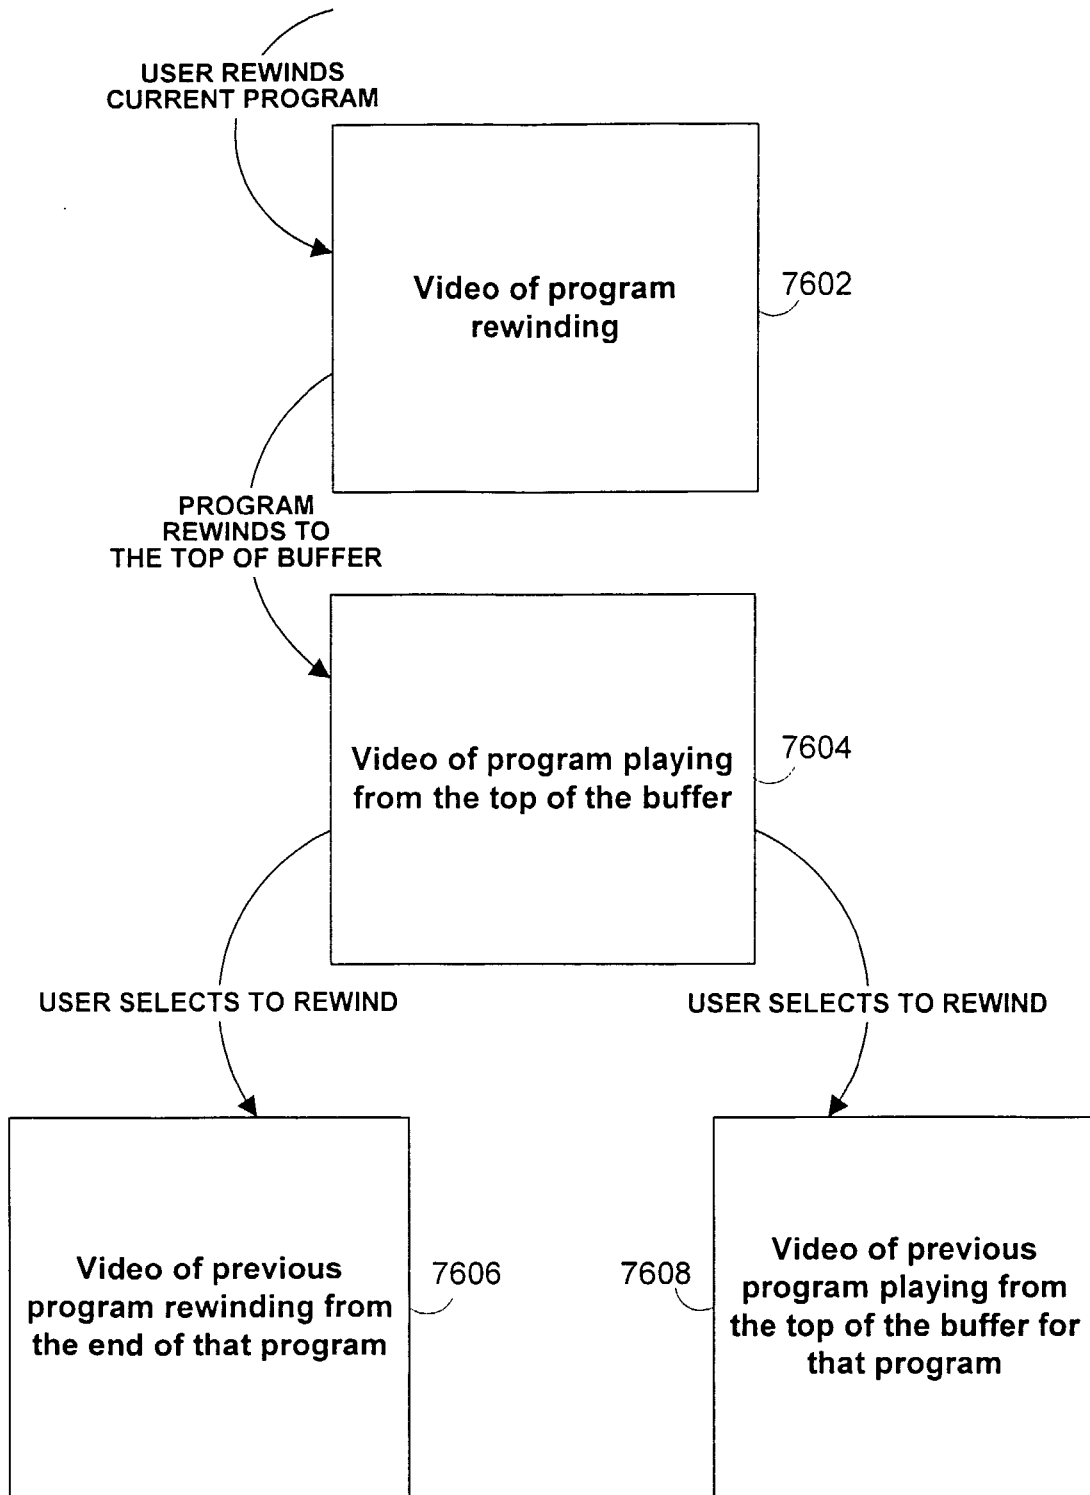 USER REWINDS
CURRENT PROGRAM
Video of program
rewinding
7602
PROGRAM
REWINDS TO
THE TOP OF BUFFER
Video of program playing
from the top of the buffer
7604
USER SELECTS TO REWIND
USER SELECTS TO REWIND
Video of previous
program rewinding from
the end of that program
7606
7608
Video of previous
program playing from
the top of the buffer for
that program